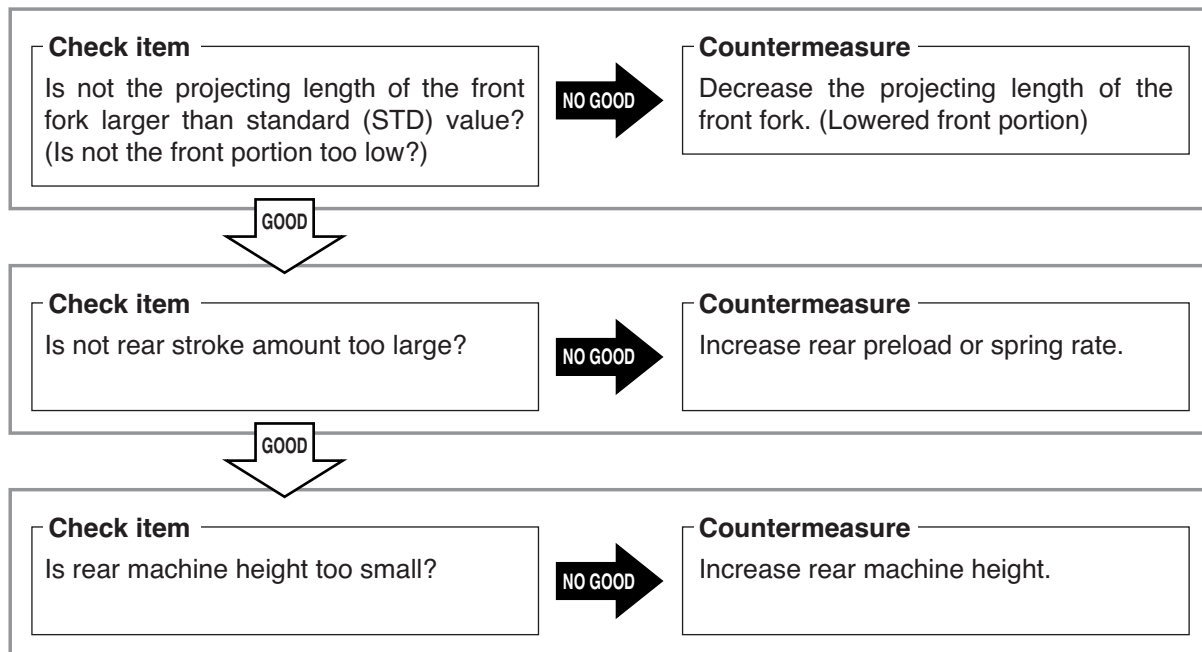 Check item
Is not the projecting length of the front
fork larger than standard (STD) value?
(Is not the front portion too low?)
NO GOOD
Countermeasure
Decrease the projecting length of the
front fork. (Lowered front portion)
GOOD
Check item
Is not rear stroke amount too large?
NO GOOD
Countermeasure
Increase rear preload or spring rate.
GOOD
Check item
Is rear machine height too small?
NO GOOD
Countermeasure
Increase rear machine height.